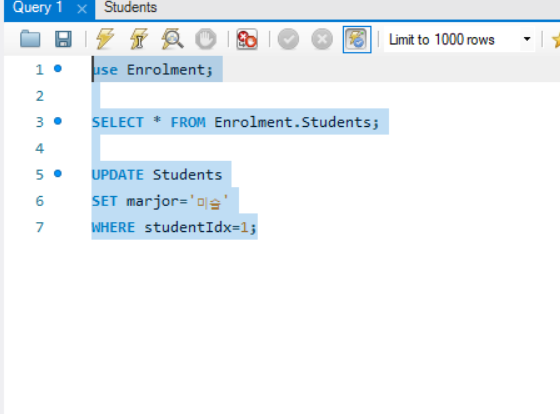 Query 1
Students
Limit to 1000 rows
1 use Enrolment;
2
3 SELECT * FROM Enrolment.Students;
4
5 UPDATE Students
6 SET marjor='미술'
7 WHERE studentIdx=1;